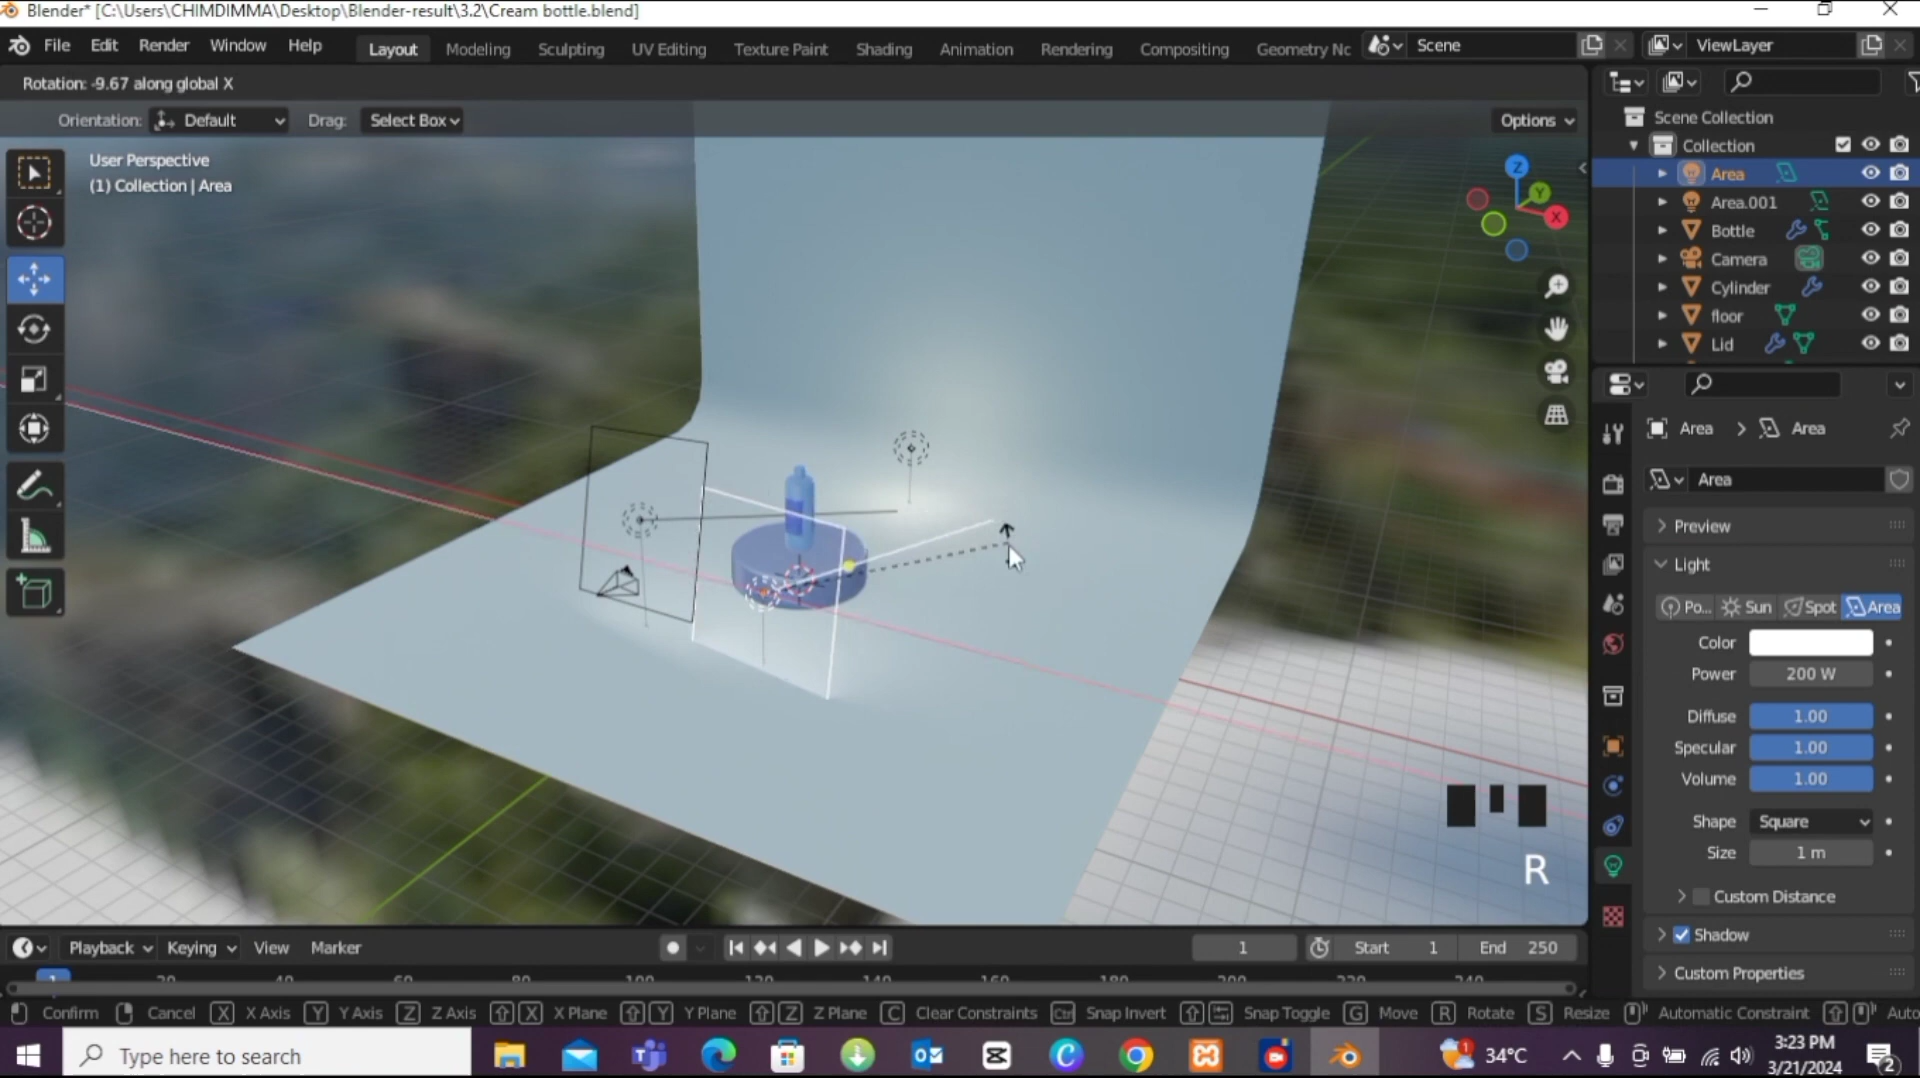 Blender* [C:\Users\CHIMDIMMA\Desktop\Blender-result\3.2\Cream bottle.blend]
File Edit Render Window Help Layout Modeling Sculpting UV Editing Texture Paint Shading Animation Rendering Compositing Geometry Nc Scene ViewLayer
Rotation: -9.67 along global X
Orientation: Default Drag: Select Box Options
User Perspective
(1) Collection | Area
Z
Y
X
Scene Collection
Collection
Area
Area.001
Bottle
Camera
Cylinder
floor
Lid
Area > Area
Area
Preview
Light
Po... Sun Spot Area
Color
Power 200 W
Diffuse 1.00
Specular 1.00
Volume 1.00
Shape Square
Size 1 m
Custom Distance
Shadow
Custom Properties
R
Playback Keying View Marker 1 Start 1 End 250
1
Confirm Cancel X X Axis Y Y Axis Z Z Axis X X Plane Y Y Plane Z Z Plane C Clear Constraints Ctrl Snap Invert Snap Toggle G Move R Rotate S Resize Automatic Constraint Auto
Type here to search 1 34°C 3:23 PM
3/21/2024 2